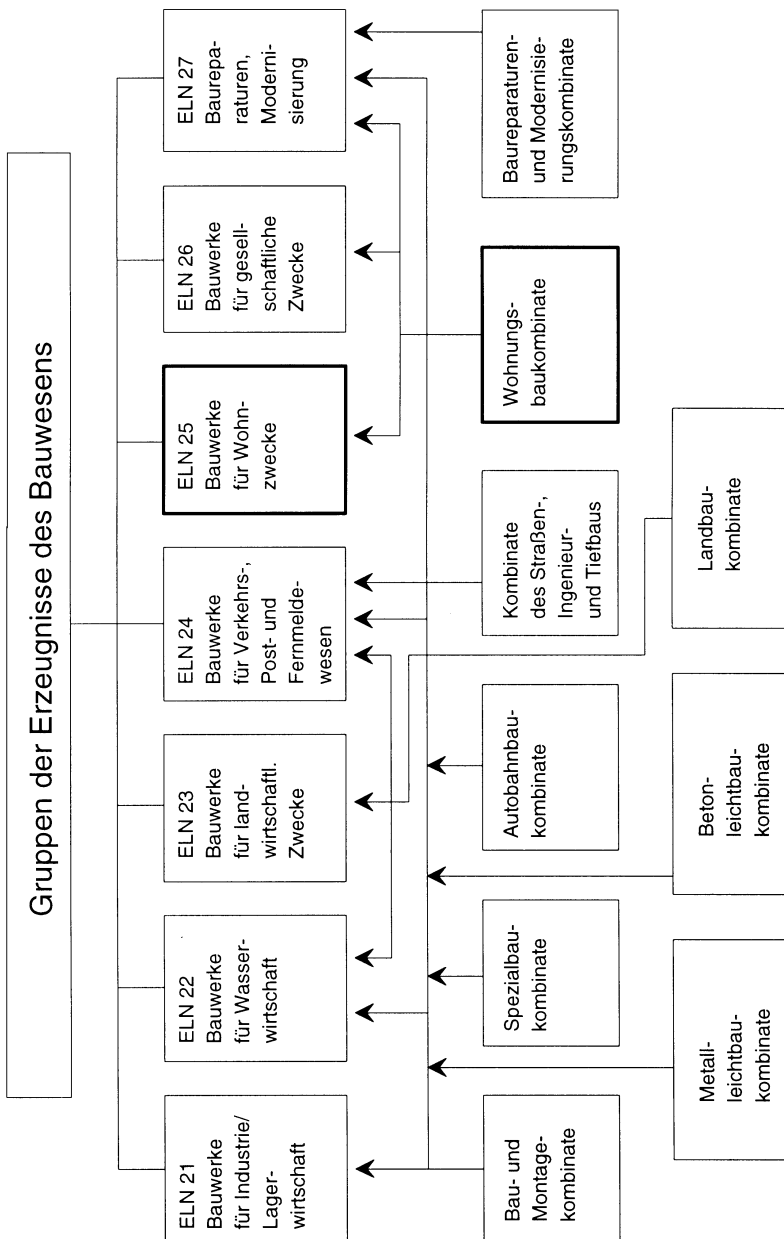 Gruppen der Erzeugnisse des Bauwesens
ELN 21
Bauwerke
für Industrie/
Lager-
wirtschaft
ELN 22
Bauwerke
für Wasser-
wirtschaft
ELN 23
Bauwerke
für land-
wirtschaftl.
Zwecke
ELN 24
Bauwerke
für Verkehrs-,
Post- und
Fernmelde-
wesen
ELN 25
Bauwerke
für Wohn-
zwecke
ELN 26
Bauwerke
für gesell-
schaftliche
Zwecke
ELN 27
Baurepa-
raturen,
Moderni-
sierung
Bau- und
Montage-
kombinate
Spezialbau-
kombinate
Autobahnbau-
kombinate
Kombinate
des Straßen-,
Ingenieur-
und Tiefbaus
Wohnungs-
baukombinate
Baureparaturen-
und Modernisie-
rungskombinate
Metall-
leichtbau-
kombinate
Beton-
leichtbau-
kombinate
Landbau-
kombinate